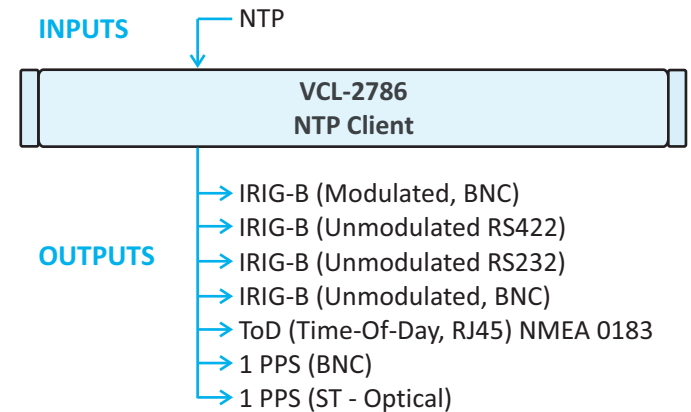 INPUTS
NTP
VCL-2786
NTP Client
OUTPUTS
IRIG-B (Modulated, BNC)
IRIG-B (Unmodulated RS422)
IRIG-B (Unmodulated RS232)
IRIG-B (Unmodulated, BNC)
ToD (Time-Of-Day, RJ45) NMEA 0183
1 PPS (BNC)
1 PPS (ST - Optical)